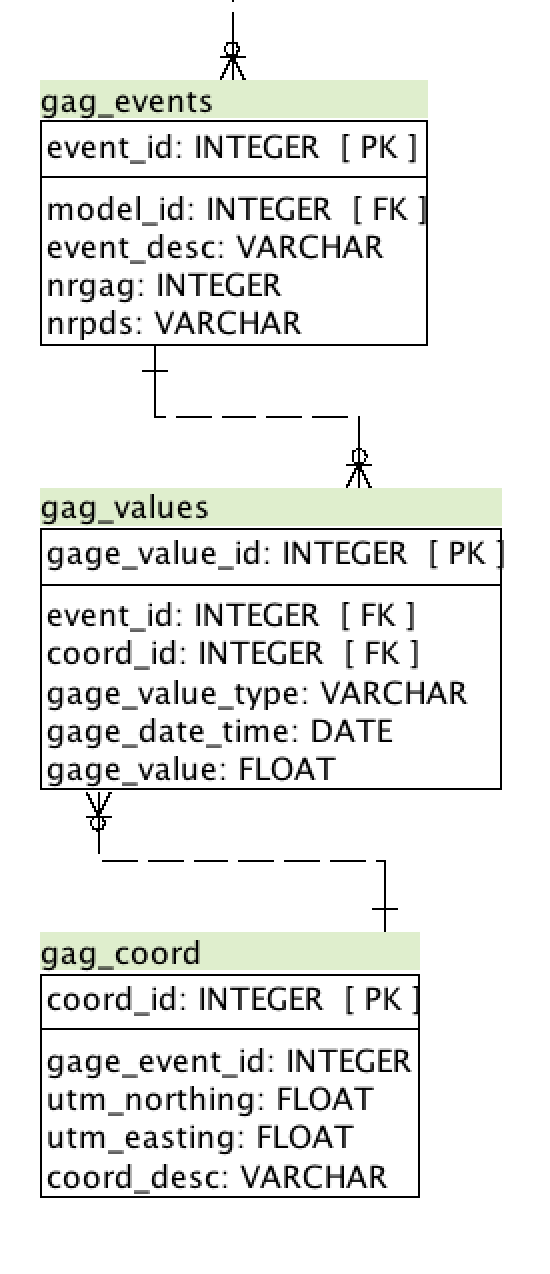 gag_events
event_id: INTEGER [ PK ]
model_id: INTEGER [ FK ]
event_desc: VARCHAR
nrgag: INTEGER
nrpds: VARCHAR
gag_values
gage_value_id: INTEGER [ PK ]
event_id: INTEGER [ FK ]
coord_id: INTEGER [ FK ]
gage_value_type: VARCHAR
gage_date_time: DATE
gage_value: FLOAT
gag_coord
coord_id: INTEGER [ PK ]
gage_event_id: INTEGER
utm_northing: FLOAT
utm_easting: FLOAT
coord_desc: VARCHAR